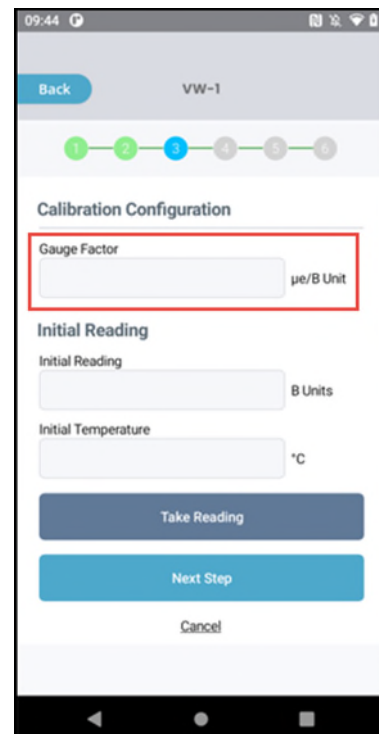 09:44
Back
VW-1
1 2 3 4 5 6
Calibration Configuration
Gauge Factor
με/B Unit
Initial Reading
Initial Reading
B Units
Initial Temperature
°C
Take Reading
Next Step
Cancel